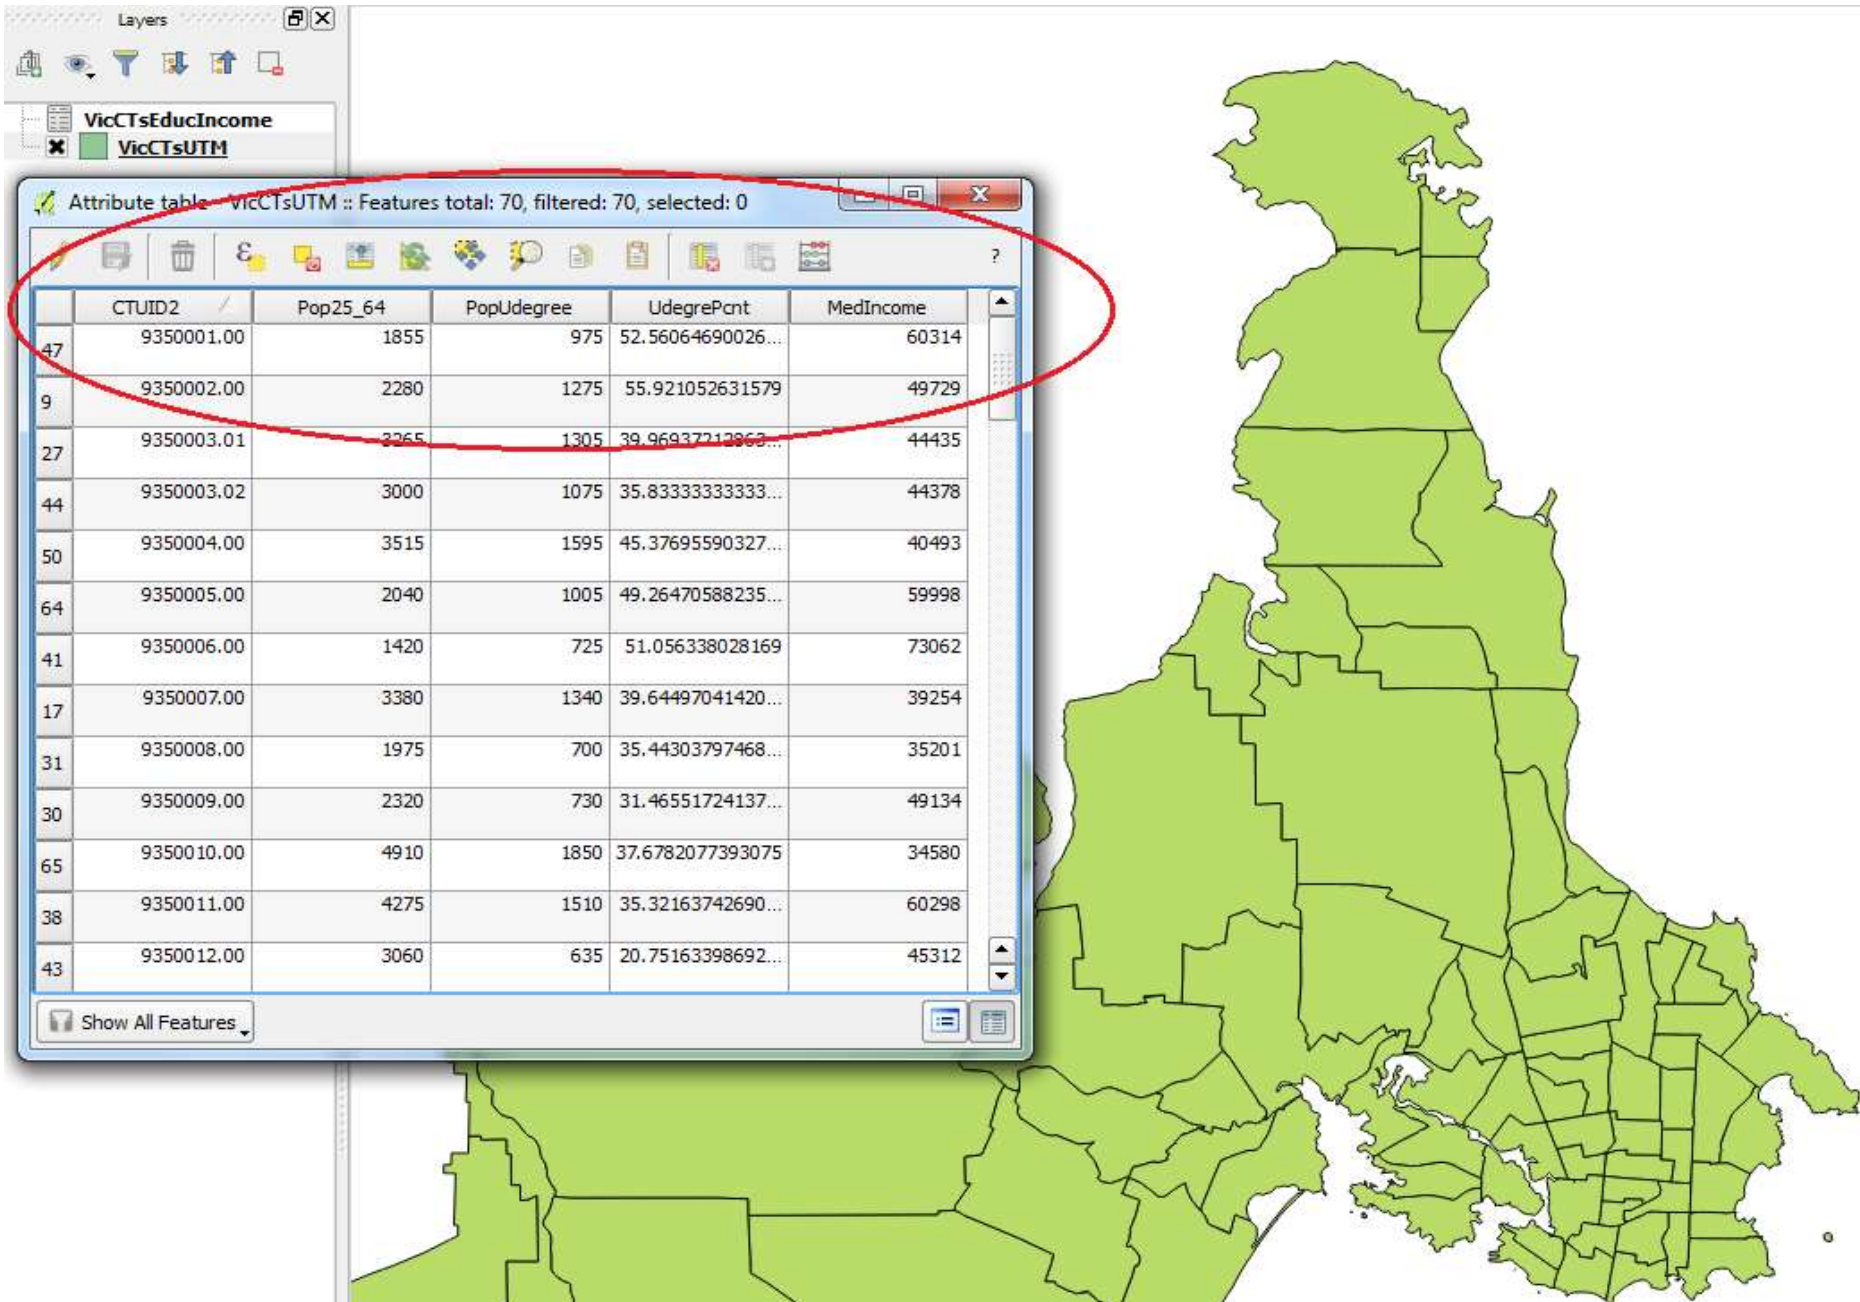 Layers
VicCTsEducIncome
VicCTsUTM
Attribute table - VicCTsUTM :: Features total: 70, filtered: 70, selected: 0
ε
?
CTUID2 Pop25_64 PopUdegree UdegrePcnt MedIncome
47 9350001.00 1855 975 52.56064690026... 60314
9 9350002.00 2280 1275 55.921052631579 49729
27 9350003.01 3265 1305 39.96937212863... 44435
44 9350003.02 3000 1075 35.83333333333... 44378
50 9350004.00 3515 1595 45.37695590327... 40493
64 9350005.00 2040 1005 49.26470588235... 59998
41 9350006.00 1420 725 51.056338028169 73062
17 9350007.00 3380 1340 39.64497041420... 39254
31 9350008.00 1975 700 35.44303797468... 35201
30 9350009.00 2320 730 31.46551724137... 49134
65 9350010.00 4910 1850 37.6782077393075 34580
38 9350011.00 4275 1510 35.32163742690... 60298
43 9350012.00 3060 635 20.75163398692... 45312
Show All Features